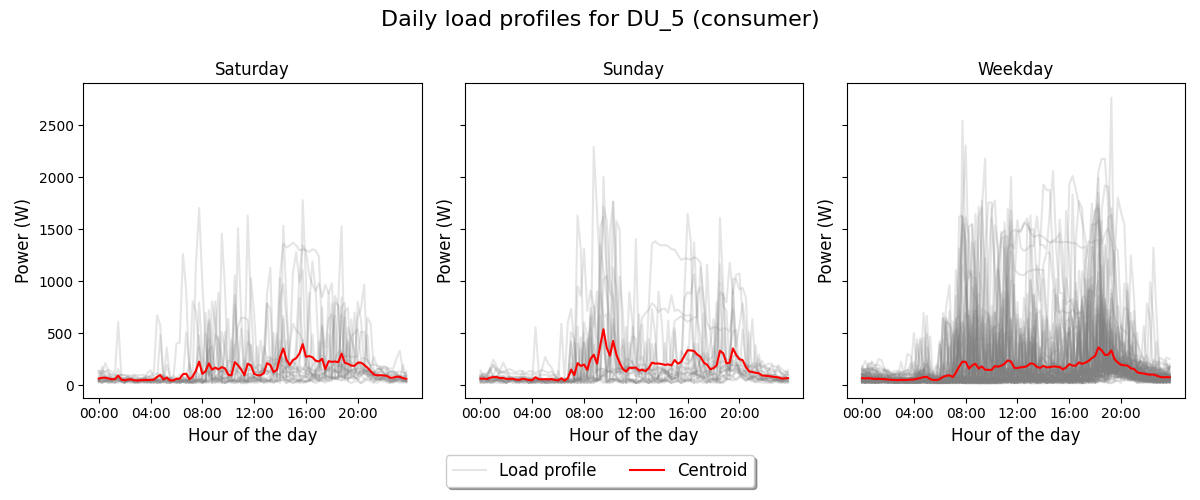 Daily load profiles for DU_5 (consumer)
Saturday
Sunday
Weekday
Power (W)
2500
2000
1500
1000
500
0
00:00 04:00 08:00 12:00 16:00 20:00
Hour of the day
Power (W)
00:00 04:00 08:00 12:00 16:00 20:00
Hour of the day
Power (W)
00:00 04:00 08:00 12:00 16:00 20:00
Hour of the day
Load profile
Centroid